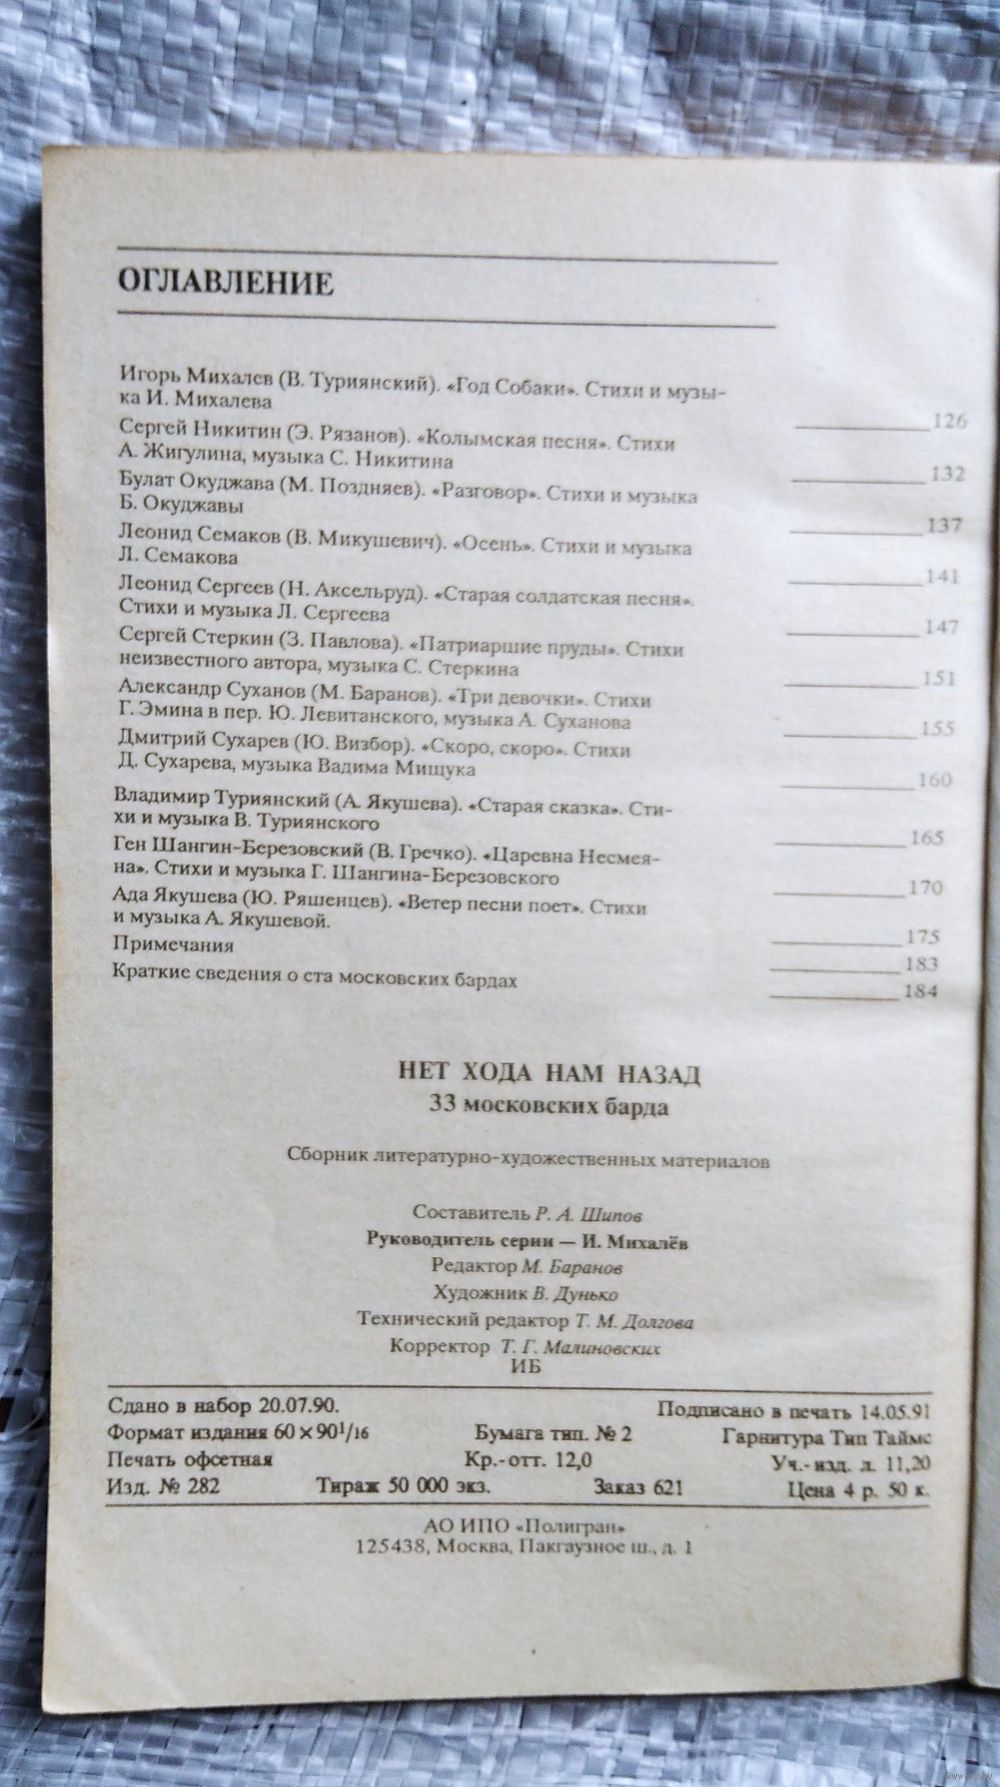 ОГЛАВЛЕНИЕ
Игорь Михалев (В. Туриянский). «Год Собаки». Стихи и музы-
ка И. Михалева 126
Сергей Никитин (Э. Рязанов). «Колымская песня». Стихи
А. Жигулина, музыка С. Никитина 132
Булат Окуджава (М. Поздняев). «Разговор». Стихи и музыка
Б. Окуджавы 137
Леонид Семаков (В. Микушевич). «Осень». Стихи и музыка
Л. Семакова 141
Леонид Сергеев (Н. Аксельруд). «Старая солдатская песня».
Стихи и музыка Л. Сергеева 147
Сергей Стеркин (З. Павлова). «Патриаршие пруды». Стихи
неизвестного автора, музыка С. Стеркина 151
Александр Суханов (М. Баранов). «Три девочки». Стихи
Г. Эмина в пер. Ю. Левитанского, музыка А. Суханова 155
Дмитрий Сухарев (Ю. Визбор). «Скоро, скоро». Стихи
Д. Сухарева, музыка Вадима Мищука 160
Владимир Туриянский (А. Якушева). «Старая сказка». Сти-
хи и музыка В. Туриянского 165
Ген Шангин-Березовский (В. Гречко). «Царевна Несмея-
на». Стихи и музыка Г. Шангина-Березовского 170
Ада Якушева (Ю. Ряшенцев). «Ветер песни поет». Стихи
и музыка А. Якушевой. 175
Примечания 183
Краткие сведения о ста московских бардах 184
НЕТ ХОДА НАМ НАЗАД
33 московских барда
Сборник литературно-художественных материалов
Составитель Р. А. Шипов
Руководитель серии — И. Михалёв
Редактор М. Баранов
Художник В. Дунько
Технический редактор Т. М. Долгова
Корректор Т. Г. Малиновских
ИБ
Сдано в набор 20.07.90. Подписано в печать 14.05.91
Формат издания 60 × 90¹/16 Бумага тип. № 2 Гарнитура Тип Таймс
Печать офсетная Кр.-отт. 12,0 Уч.-изд. л. 11,20
Изд. № 282 Тираж 50 000 экз. Заказ 621 Цена 4 р. 50 к.
АО ИПО «Полигран»
125438, Москва, Пакгаузное ш., д. 1